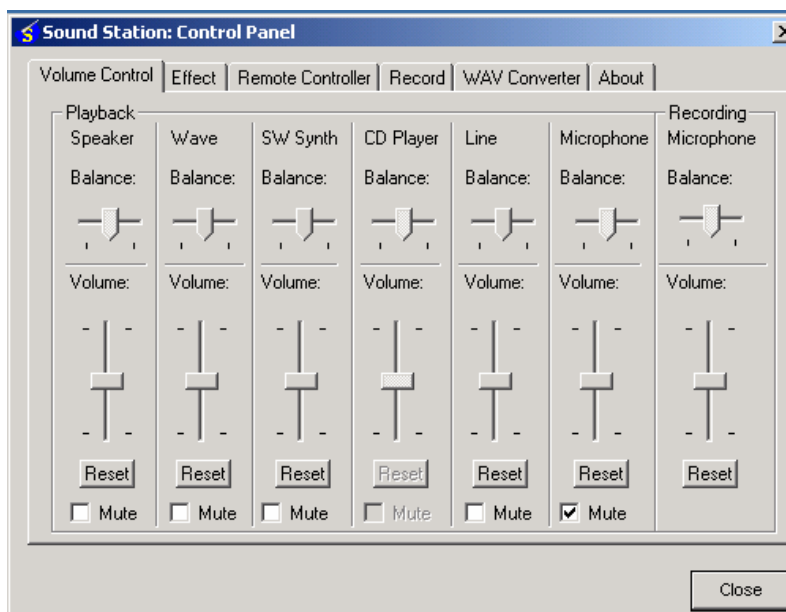 Sound Station: Control Panel
Volume Control Effect Remote Controller Record WAV Converter About
Playback Recording
Speaker Wave SW Synth CD Player Line Microphone Microphone
Balance: Balance: Balance: Balance: Balance: Balance: Balance:
Volume: Volume: Volume: Volume: Volume: Volume: Volume:
Reset Reset Reset Reset Reset Reset Reset
Mute Mute Mute Mute Mute Mute
Close